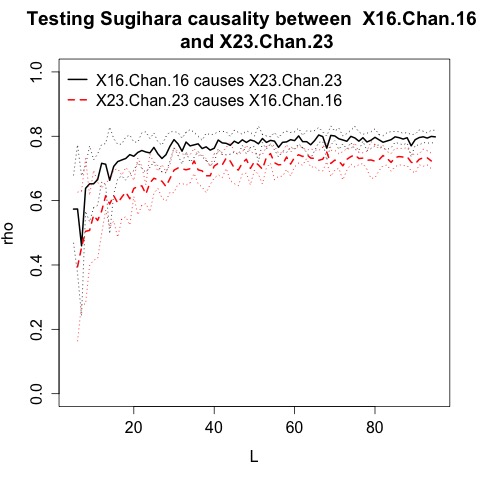 Testing Sugihara causality between  X16.Chan.16
and X23.Chan.23
X16.Chan.16 causes X23.Chan.23
X23.Chan.23 causes X16.Chan.16
rho
1.0
0.8
0.6
0.4
0.2
0.0
20 40 60 80
L